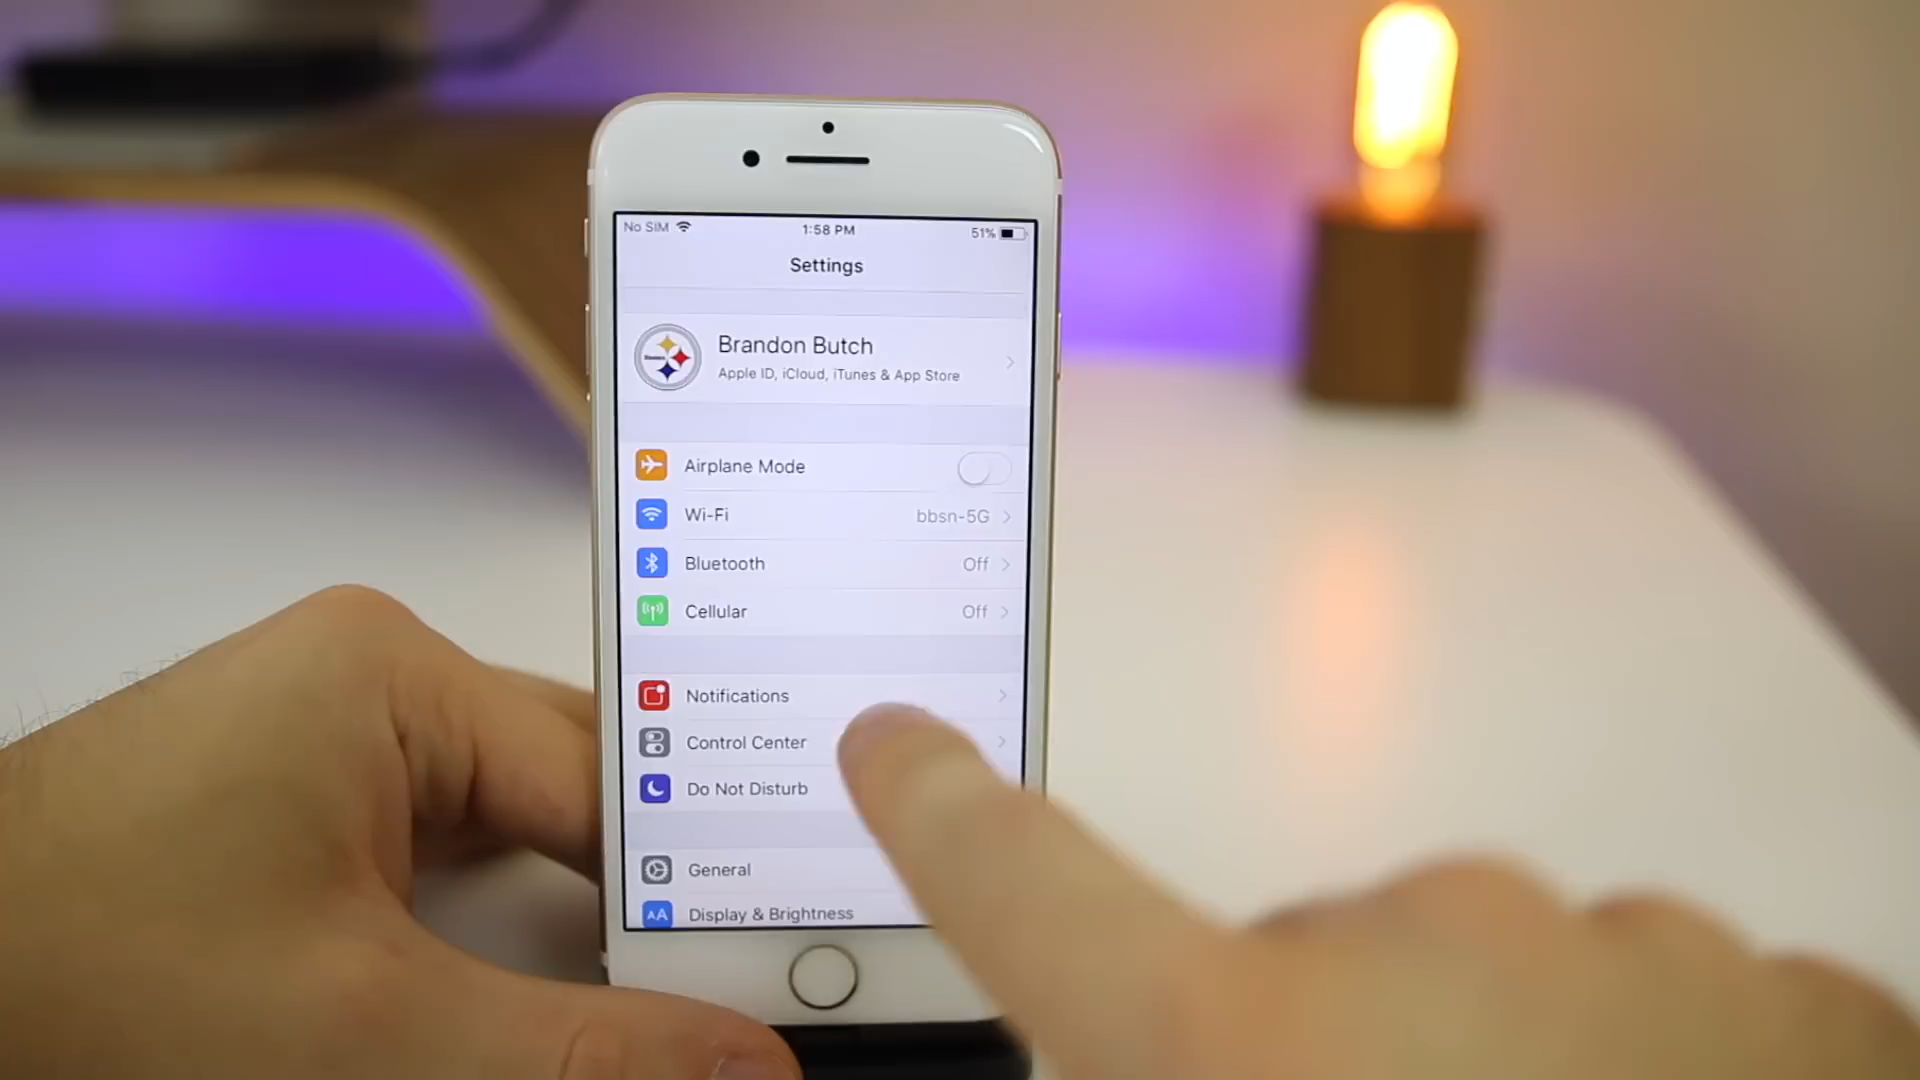 No SIM 1:58 PM 51%
Settings
Brandon Butch
Apple ID, iCloud, iTunes & App Store
Airplane Mode
Wi-Fi bbsn-5G
Bluetooth Off
Cellular Off
Notifications
Control Center
Do Not Disturb
General
AA Display & Brightness